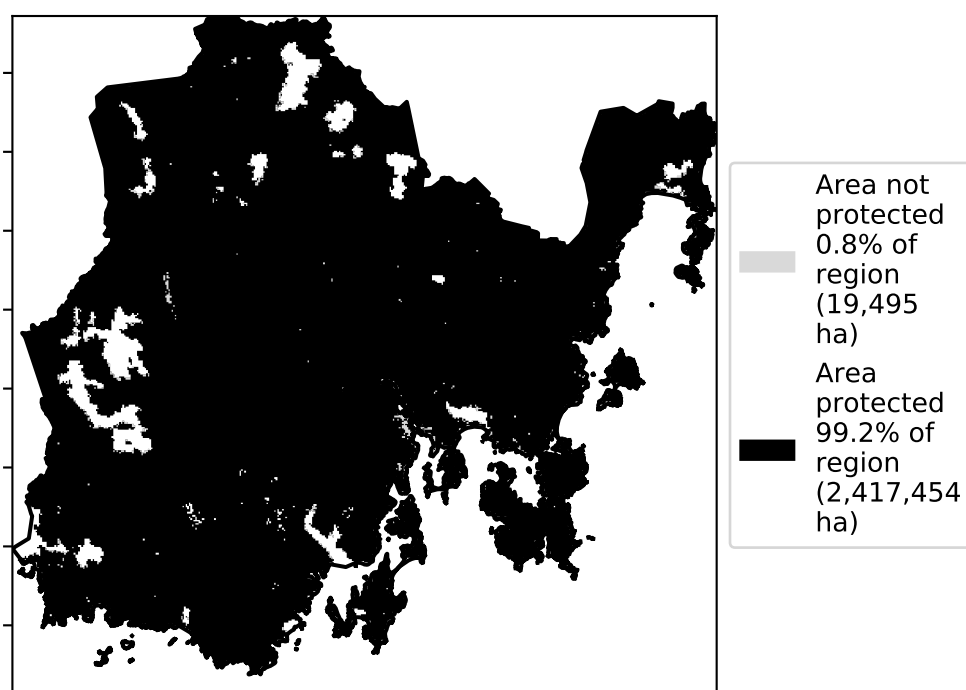 Area not
protected
0.8% of
region
(19,495
ha)
Area
protected
99.2% of
region
(2,417,454
ha)